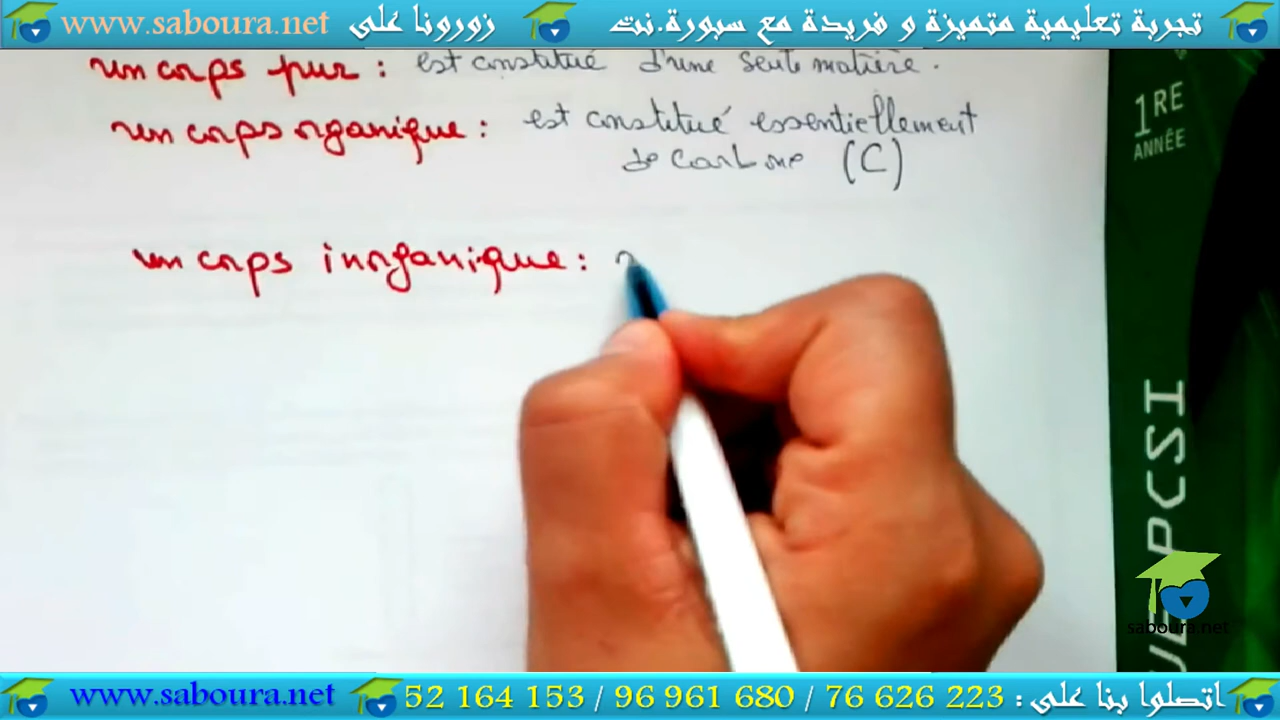 www.saboura.net زورونا على تجربة تعليمية متميزة و فريدة مع سبورة.نت
un corps pur : est constitué d'une seule matière .
un corps organique : est constitué essentiellement
de carbone (C)
un corps inorganique :
1RE
ANNÉE
PCSI
saboura.net
www.saboura.net 52 164 153 / 96 961 680 / 76 626 223 : اتصلوا بنا على